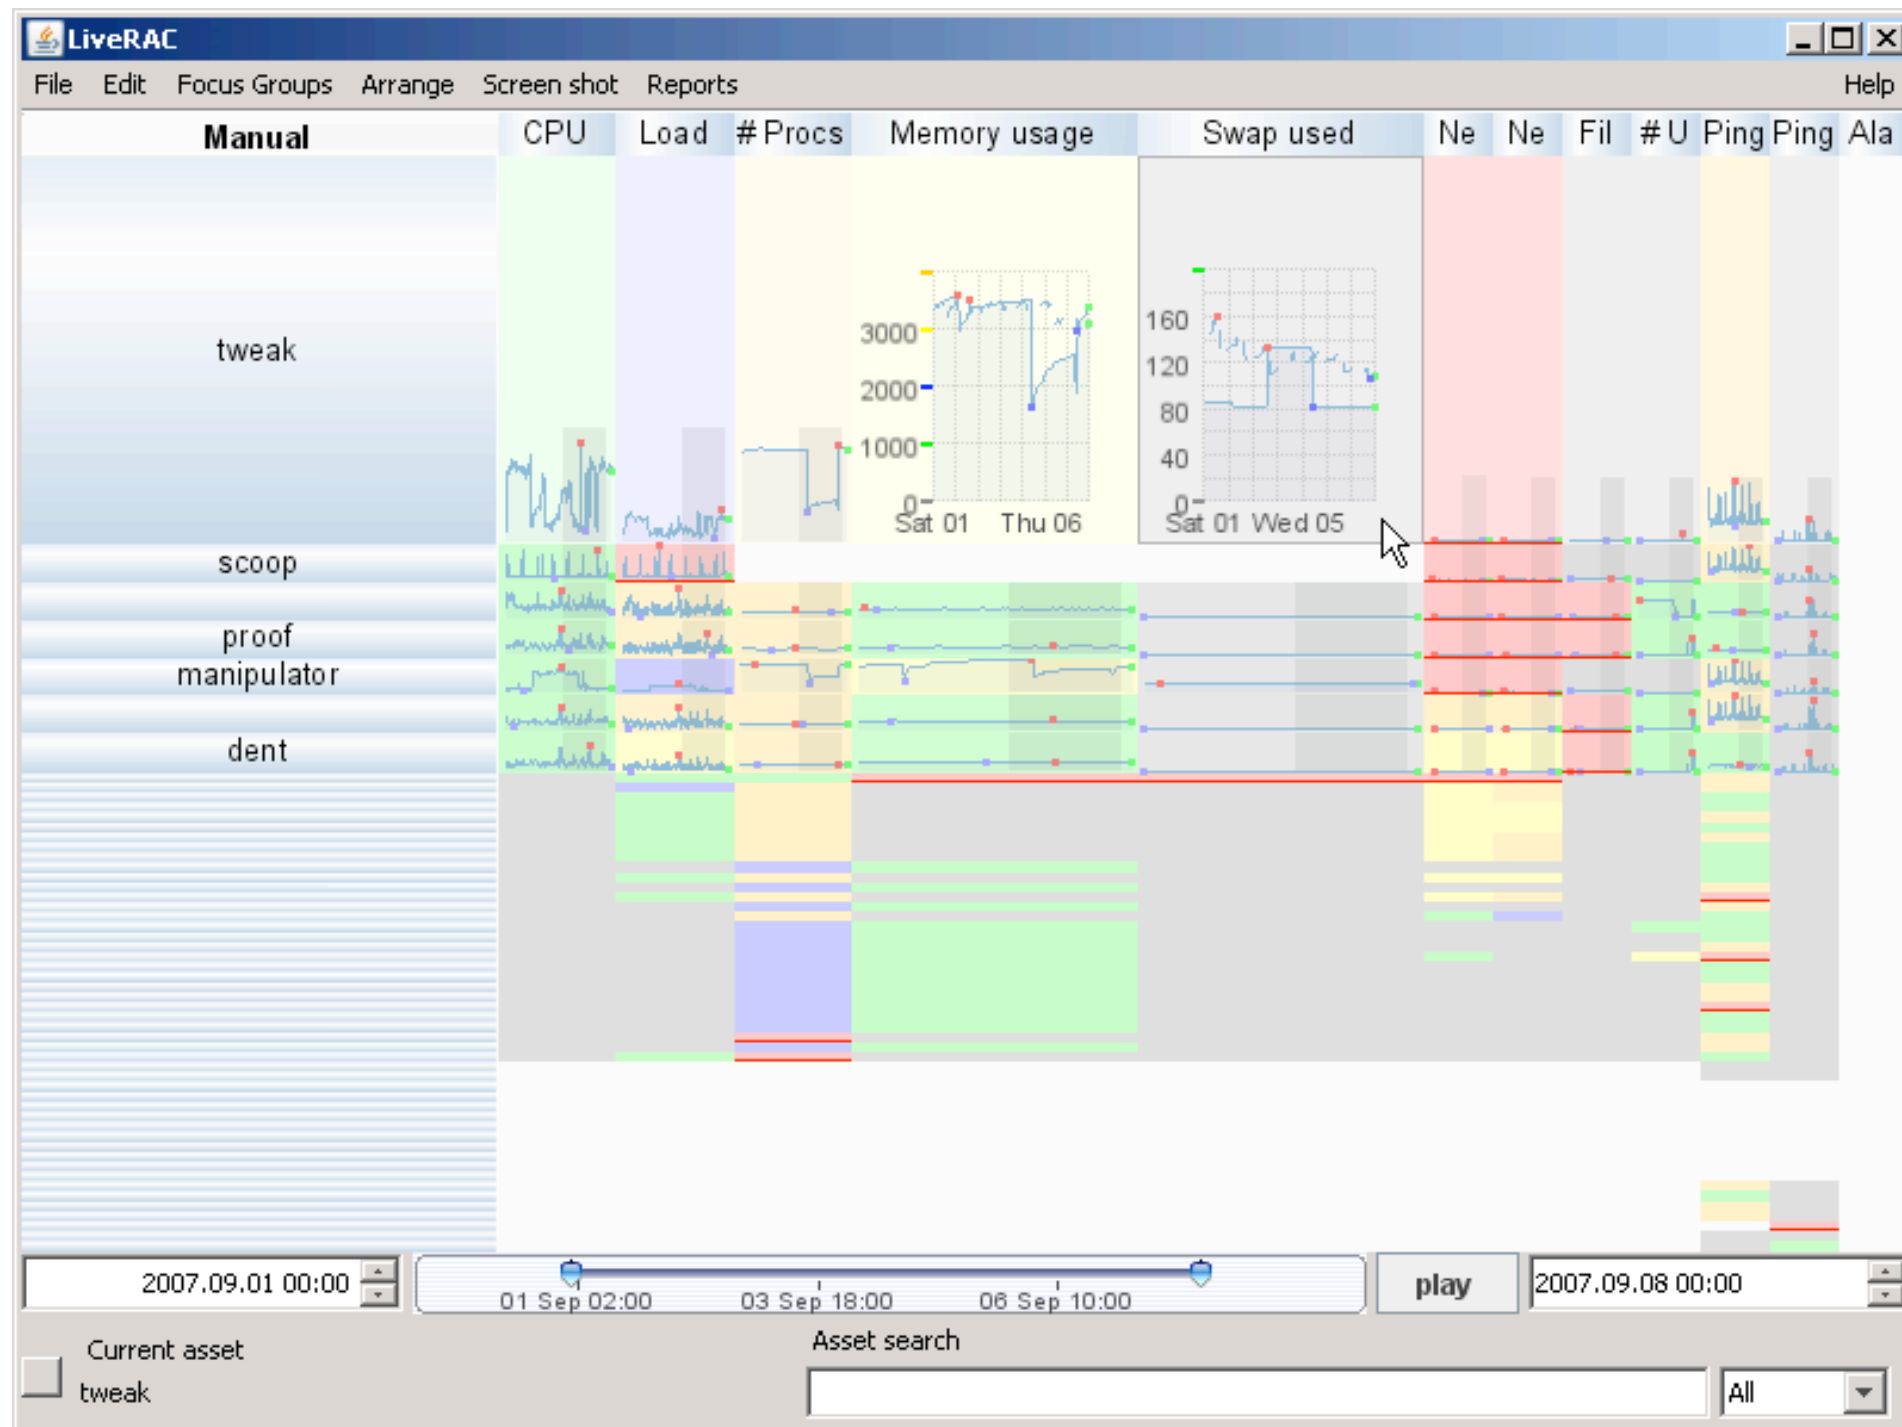 LiveRAC
File Edit Focus Groups Arrange Screen shot Reports Help
Manual CPU Load # Procs Memory usage Swap used Ne Ne Fil # U Ping Ping Ala
tweak
3000
2000
1000
0
Sat 01 Thu 06
160
120
80
40
0
Sat 01 Wed 05
scoop
proof
manipulator
dent
2007.09.01 00:00
01 Sep 02:00 03 Sep 18:00 06 Sep 10:00
play
2007.09.08 00:00
Current asset
tweak
Asset search
All